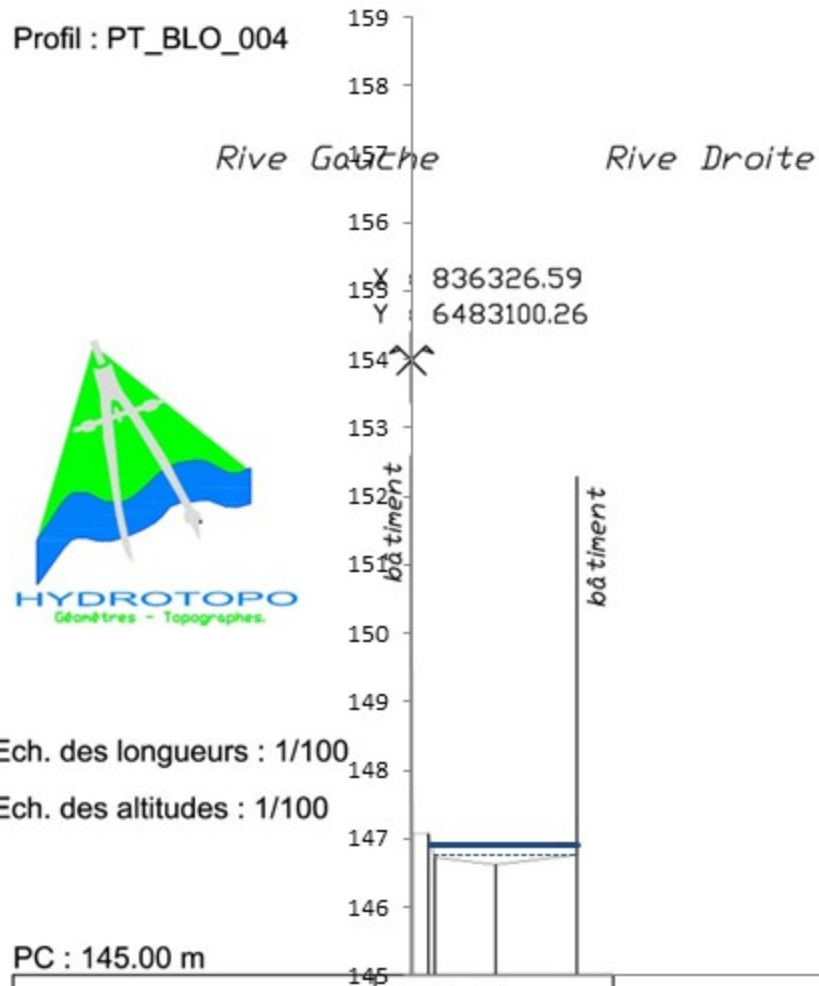 Profil : PT_BLO_004
159
158
157
Rive Gauche
Rive Droite
156
X : 836326.59
155
Y : 6483100.26
154
153
bâtiment
152
bâtiment
151
HYDROTOPO
Géomètres - Topographes.
150
149
Ech. des longueurs : 1/100
148
Ech. des altitudes : 1/100
147
146
PC : 145.00 m
145